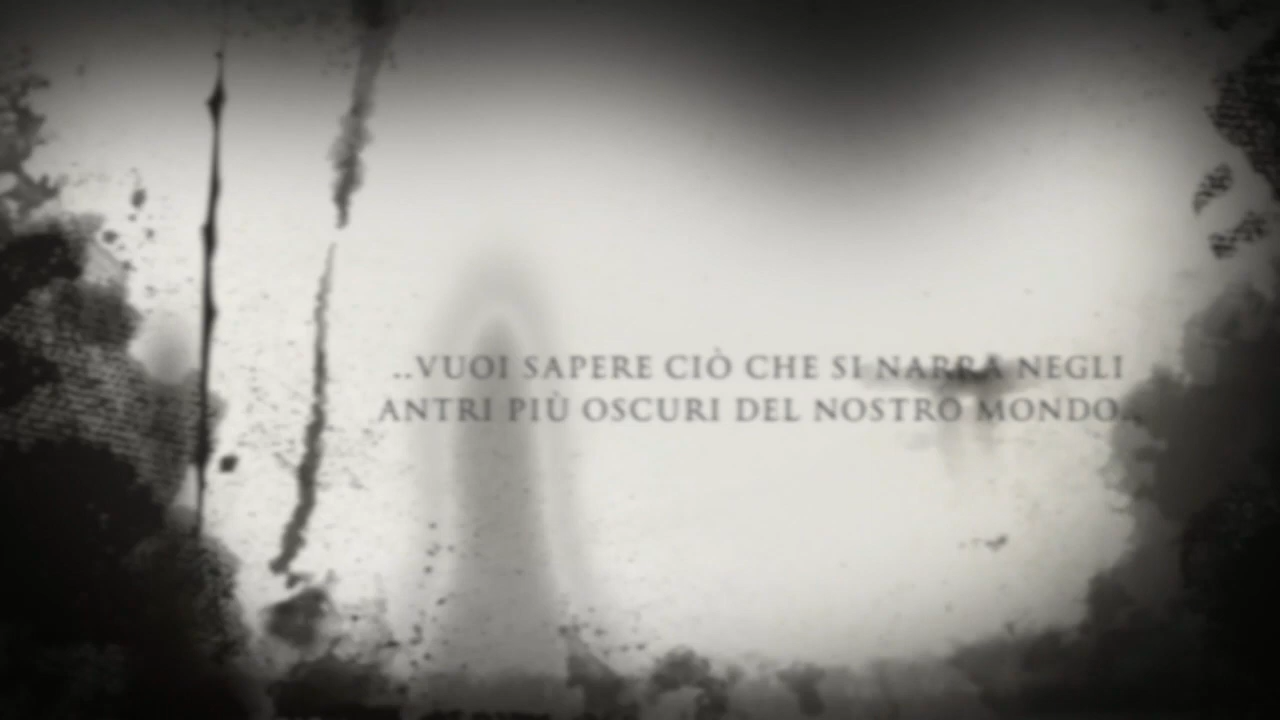 ..VUOI SAPERE CIÒ CHE SI NARRA NEGLI
ANTRI PIÙ OSCURI DEL NOSTRO MONDO..